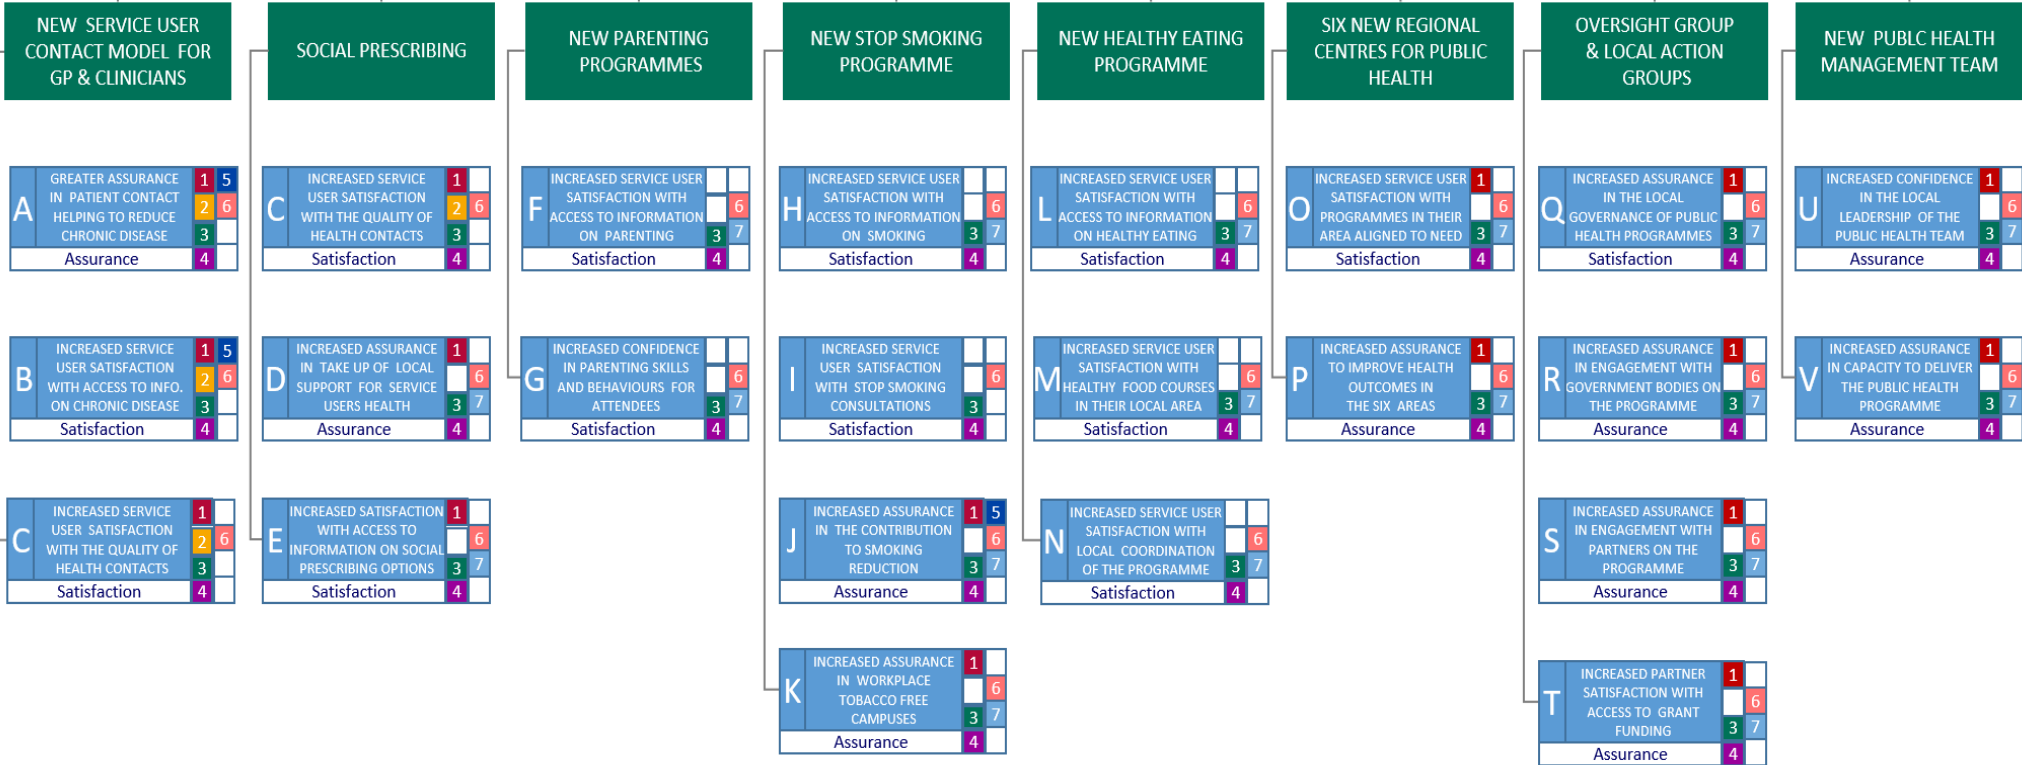 NEW SERVICE USER
CONTACT MODEL FOR
GP & CLINICIANS
SOCIAL PRESCRIBING
NEW PARENTING
PROGRAMMES
NEW STOP SMOKING
PROGRAMME
NEW HEALTHY EATING
PROGRAMME
SIX NEW REGIONAL
CENTRES FOR PUBLIC
HEALTH
OVERSIGHT GROUP
& LOCAL ACTION
GROUPS
NEW PUBLC HEALTH
MANAGEMENT TEAM
A
GREATER ASSURANCE
IN PATIENT CONTACT
HELPING TO REDUCE
CHRONIC DISEASE
1 5
2 6
3
Assurance 4
C
INCREASED SERVICE
USER SATISFACTION
WITH THE QUALITY OF
HEALTH CONTACTS
1
2 6
3
Satisfaction 4
F
INCREASED SERVICE USER
SATISFACTION WITH
ACCESS TO INFORMATION
ON PARENTING
6
3 7
Satisfaction 4
H
INCREASED SERVICE USER
SATISFACTION WITH
ACCESS TO INFORMATION
ON SMOKING
6
3 7
Satisfaction 4
L
INCREASED SERVICE USER
SATISFACTION WITH
ACCESS TO INFORMATION
ON HEALTHY EATING
6
3 7
Satisfaction 4
O
INCREASED SERVICE USER
SATISFACTION WITH
PROGRAMMES IN THEIR
AREA ALIGNED TO NEED
1
6
3 7
Satisfaction 4
Q
INCREASED ASSURANCE
IN THE LOCAL
GOVERNANCE OF PUBLIC
HEALTH PROGRAMMES
1
6
3 7
Satisfaction 4
U
INCREASED CONFIDENCE
IN THE LOCAL
LEADERSHIP OF THE
PUBLIC HEALTH TEAM
1
6
3 7
Assurance 4
B
INCREASED SERVICE
USER SATISFACTION
WITH ACCESS TO INFO.
ON CHRONIC DISEASE
1 5
2 6
3
Satisfaction 4
D
INCREASED ASSURANCE
IN TAKE UP OF LOCAL
SUPPORT FOR SERVICE
USERS HEALTH
1
6
3 7
Assurance 4
G
INCREASED CONFIDENCE
IN PARENTING SKILLS
AND BEHAVIOURS FOR
ATTENDEES
6
3 7
Satisfaction 4
I
INCREASED SERVICE
USER SATISFACTION
WITH STOP SMOKING
CONSULTATIONS
6
3
Satisfaction 4
M
INCREASED SERVICE USER
SATISFACTION WITH
HEALTHY FOOD COURSES
IN THEIR LOCAL AREA
6
3 7
Satisfaction 4
P
INCREASED ASSURANCE
TO IMPROVE HEALTH
OUTCOMES IN
THE SIX AREAS
1
6
3 7
Assurance 4
R
INCREASED ASSURANCE
IN ENGAGEMENT WITH
GOVERNMENT BODIES ON
THE PROGRAMME
1
6
3 7
Assurance 4
V
INCREASED ASSURANCE
IN CAPACITY TO DELIVER
THE PUBLIC HEALTH
PROGRAMME
1
6
3 7
Assurance 4
C
INCREASED SERVICE
USER SATISFACTION
WITH THE QUALITY OF
HEALTH CONTACTS
1
2 6
3
Satisfaction 4
E
INCREASED SATISFACTION
WITH ACCESS TO
INFORMATION ON SOCIAL
PRESCRIBING OPTIONS
1
6
3 7
Satisfaction 4
J
INCREASED ASSURANCE
IN THE CONTRIBUTION
TO SMOKING
REDUCTION
1 5
6
3 7
Assurance 4
N
INCREASED SERVICE USER
SATISFACTION WITH
LOCAL COORDINATION
OF THE PROGRAMME
6
3 7
Satisfaction 4
S
INCREASED ASSURANCE
IN ENGAGEMENT WITH
PARTNERS ON THE
PROGRAMME
1
6
3 7
Assurance 4
K
INCREASED ASSURANCE
IN WORKPLACE
TOBACCO FREE
CAMPUSES
1
6
3 7
Assurance 4
T
INCREASED PARTNER
SATISFACTION WITH
ACCESS TO GRANT
FUNDING
1
6
3 7
Assurance 4